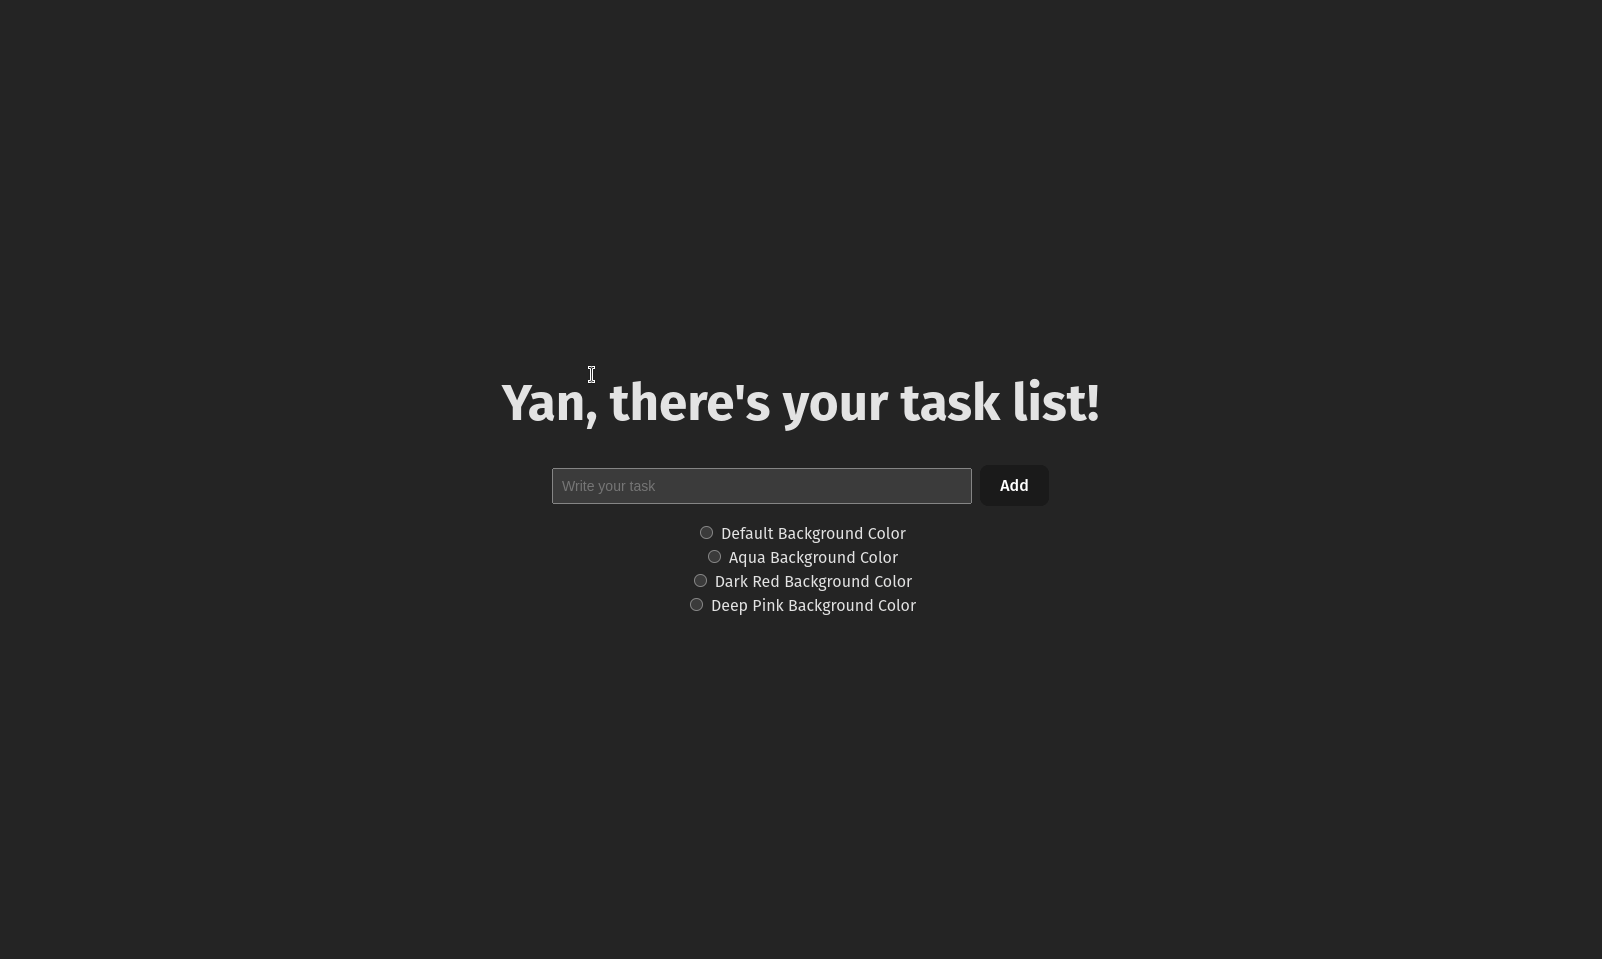 Yan, there's your task list!
Write your task
Add
Default Background Color
Aqua Background Color
Dark Red Background Color
Deep Pink Background Color